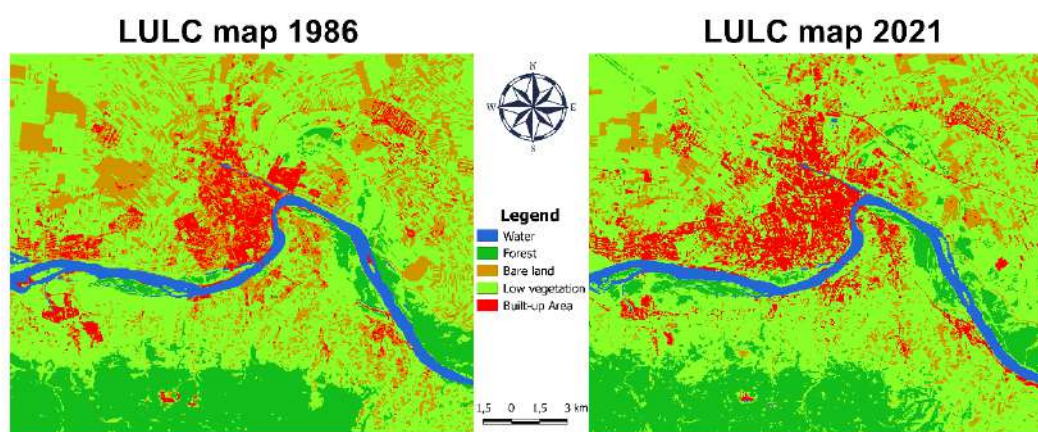 LULC map 1986
LULC map 2021
N
W E
S
Legend
Water
Forest
Bare land
Low vegetation
Built-up Area
1,5 0 1,5 3 km